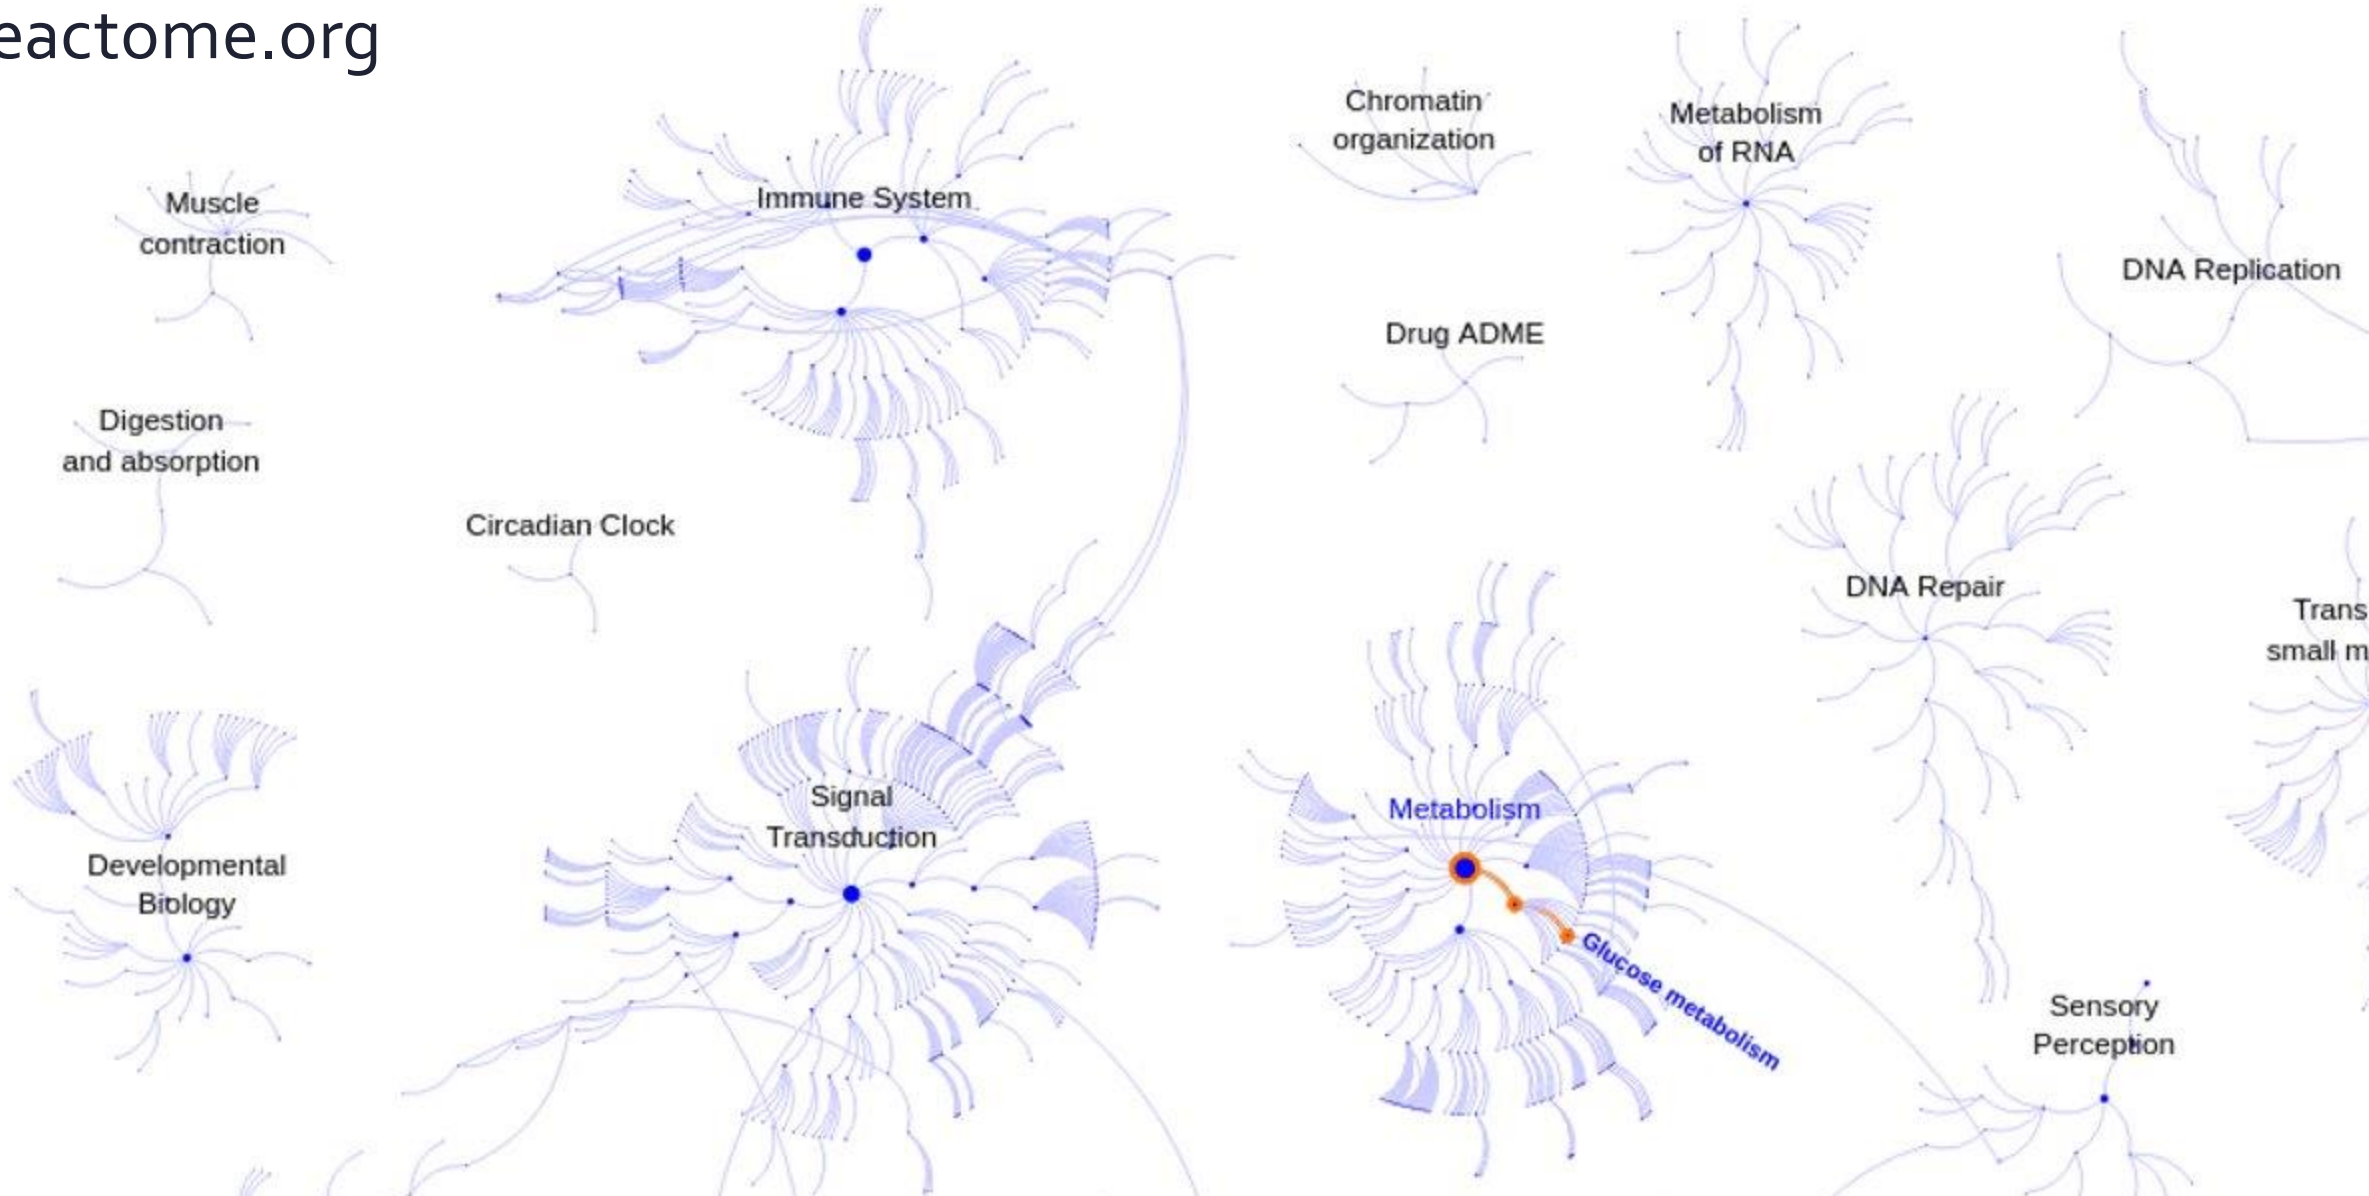 eactome.org
Chromatin
organization
Metabolism
of RNA
Muscle
contraction
Immune System
DNA Replication
Drug ADME
Digestion
and absorption
Circadian Clock
DNA Repair
Trans
small m
Signal
Transduction
Metabolism
Developmental
Biology
Glucose metabolism
Sensory
Perception